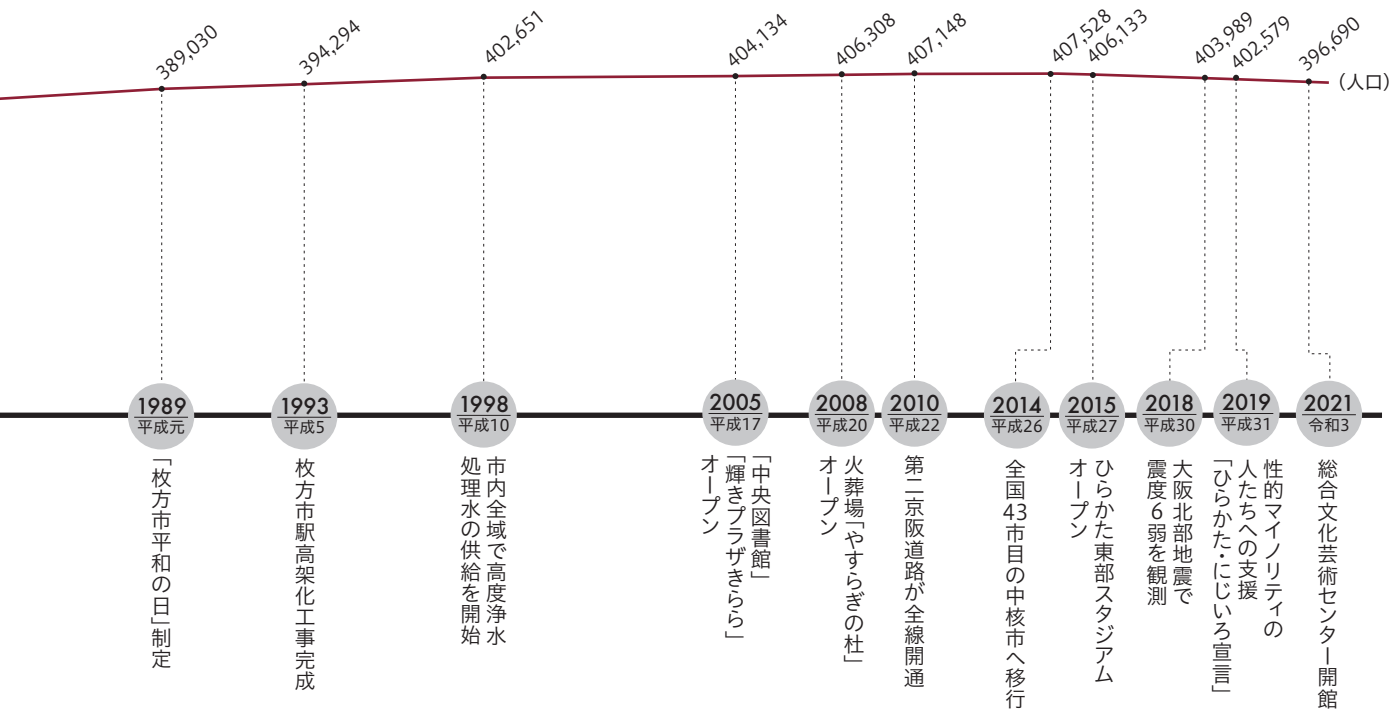 389,030
394,294
402,651
404,134
406,308
407,148
407,528
406,133
403,989
402,579
396,690
（人口）
1989
平成元
「枚方市平和の日」制定
1993
平成5
枚方市駅高架化工事完成
1998
平成10
市内全域で高度浄水
処理水の供給を開始
2005
平成17
「中央図書館」
「輝きプラザきらら」
オープン
2008
平成20
火葬場「やすらぎの杜」
オープン
2010
平成22
第二京阪道路が全線開通
2014
平成26
全国43市目の中核市へ移行
2015
平成27
ひらかた東部スタジアム
オープン
2018
平成30
大阪北部地震で
震度6弱を観測
2019
平成31
性的マイノリティの
人たちへの支援
「ひらかた・にじいろ宣言」
2021
令和3
総合文化芸術センター開館